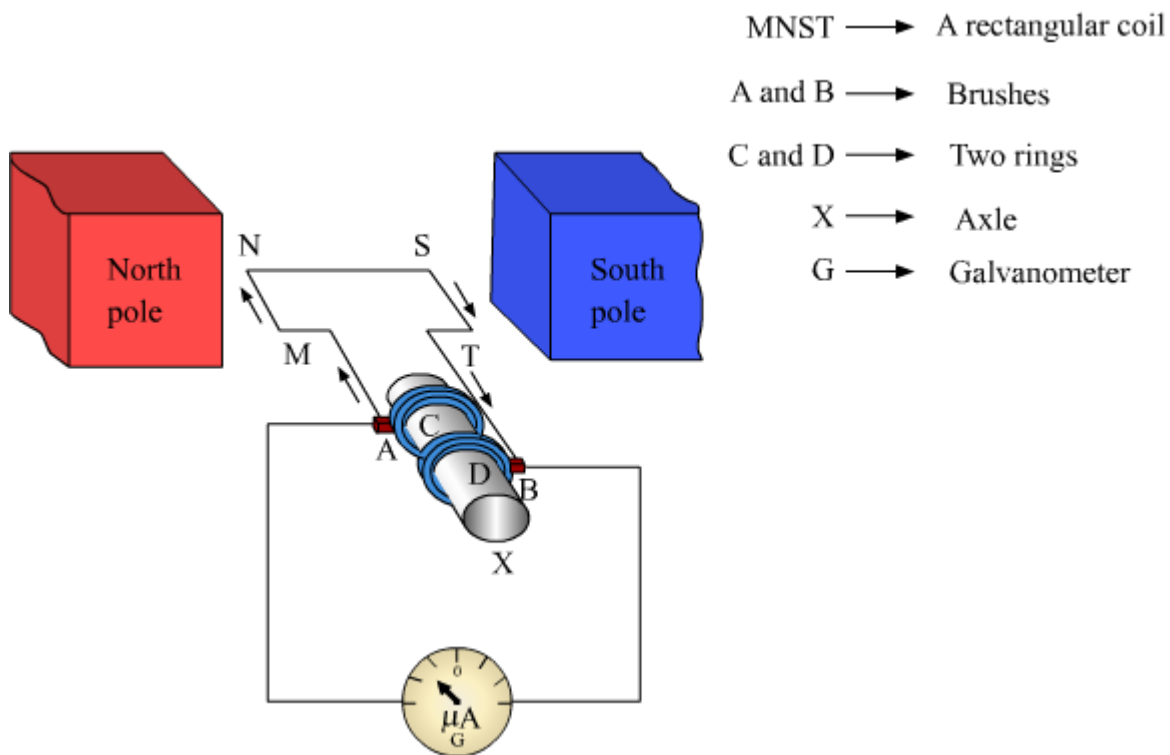 MNST A rectangular coil
A and B Brushes
C and D Two rings
X Axle
G Galvanometer
North
pole
South
pole
N
S
M
T
A
C
D
B
X
0
μA
G